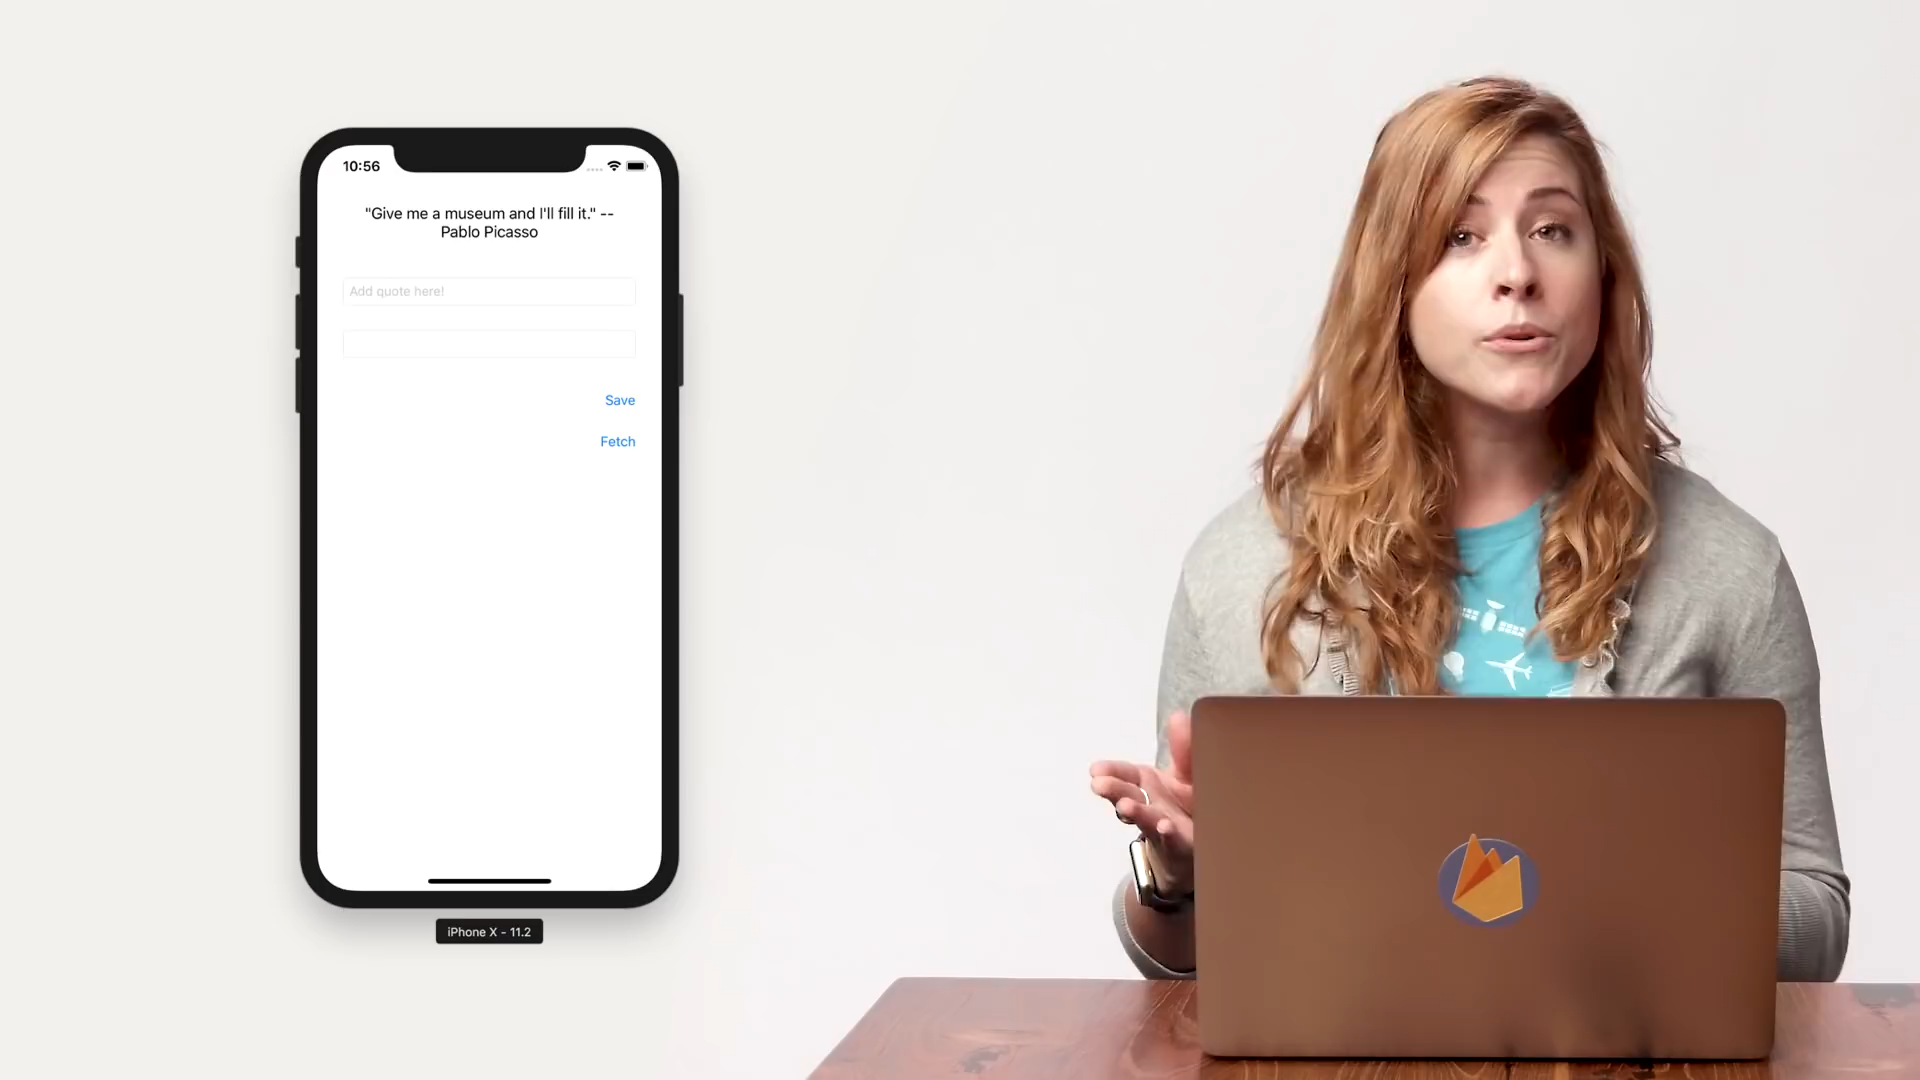 10:56
"Give me a museum and I'll fill it." --
Pablo Picasso
Add quote here!
Save
Fetch
iPhone X - 11.2